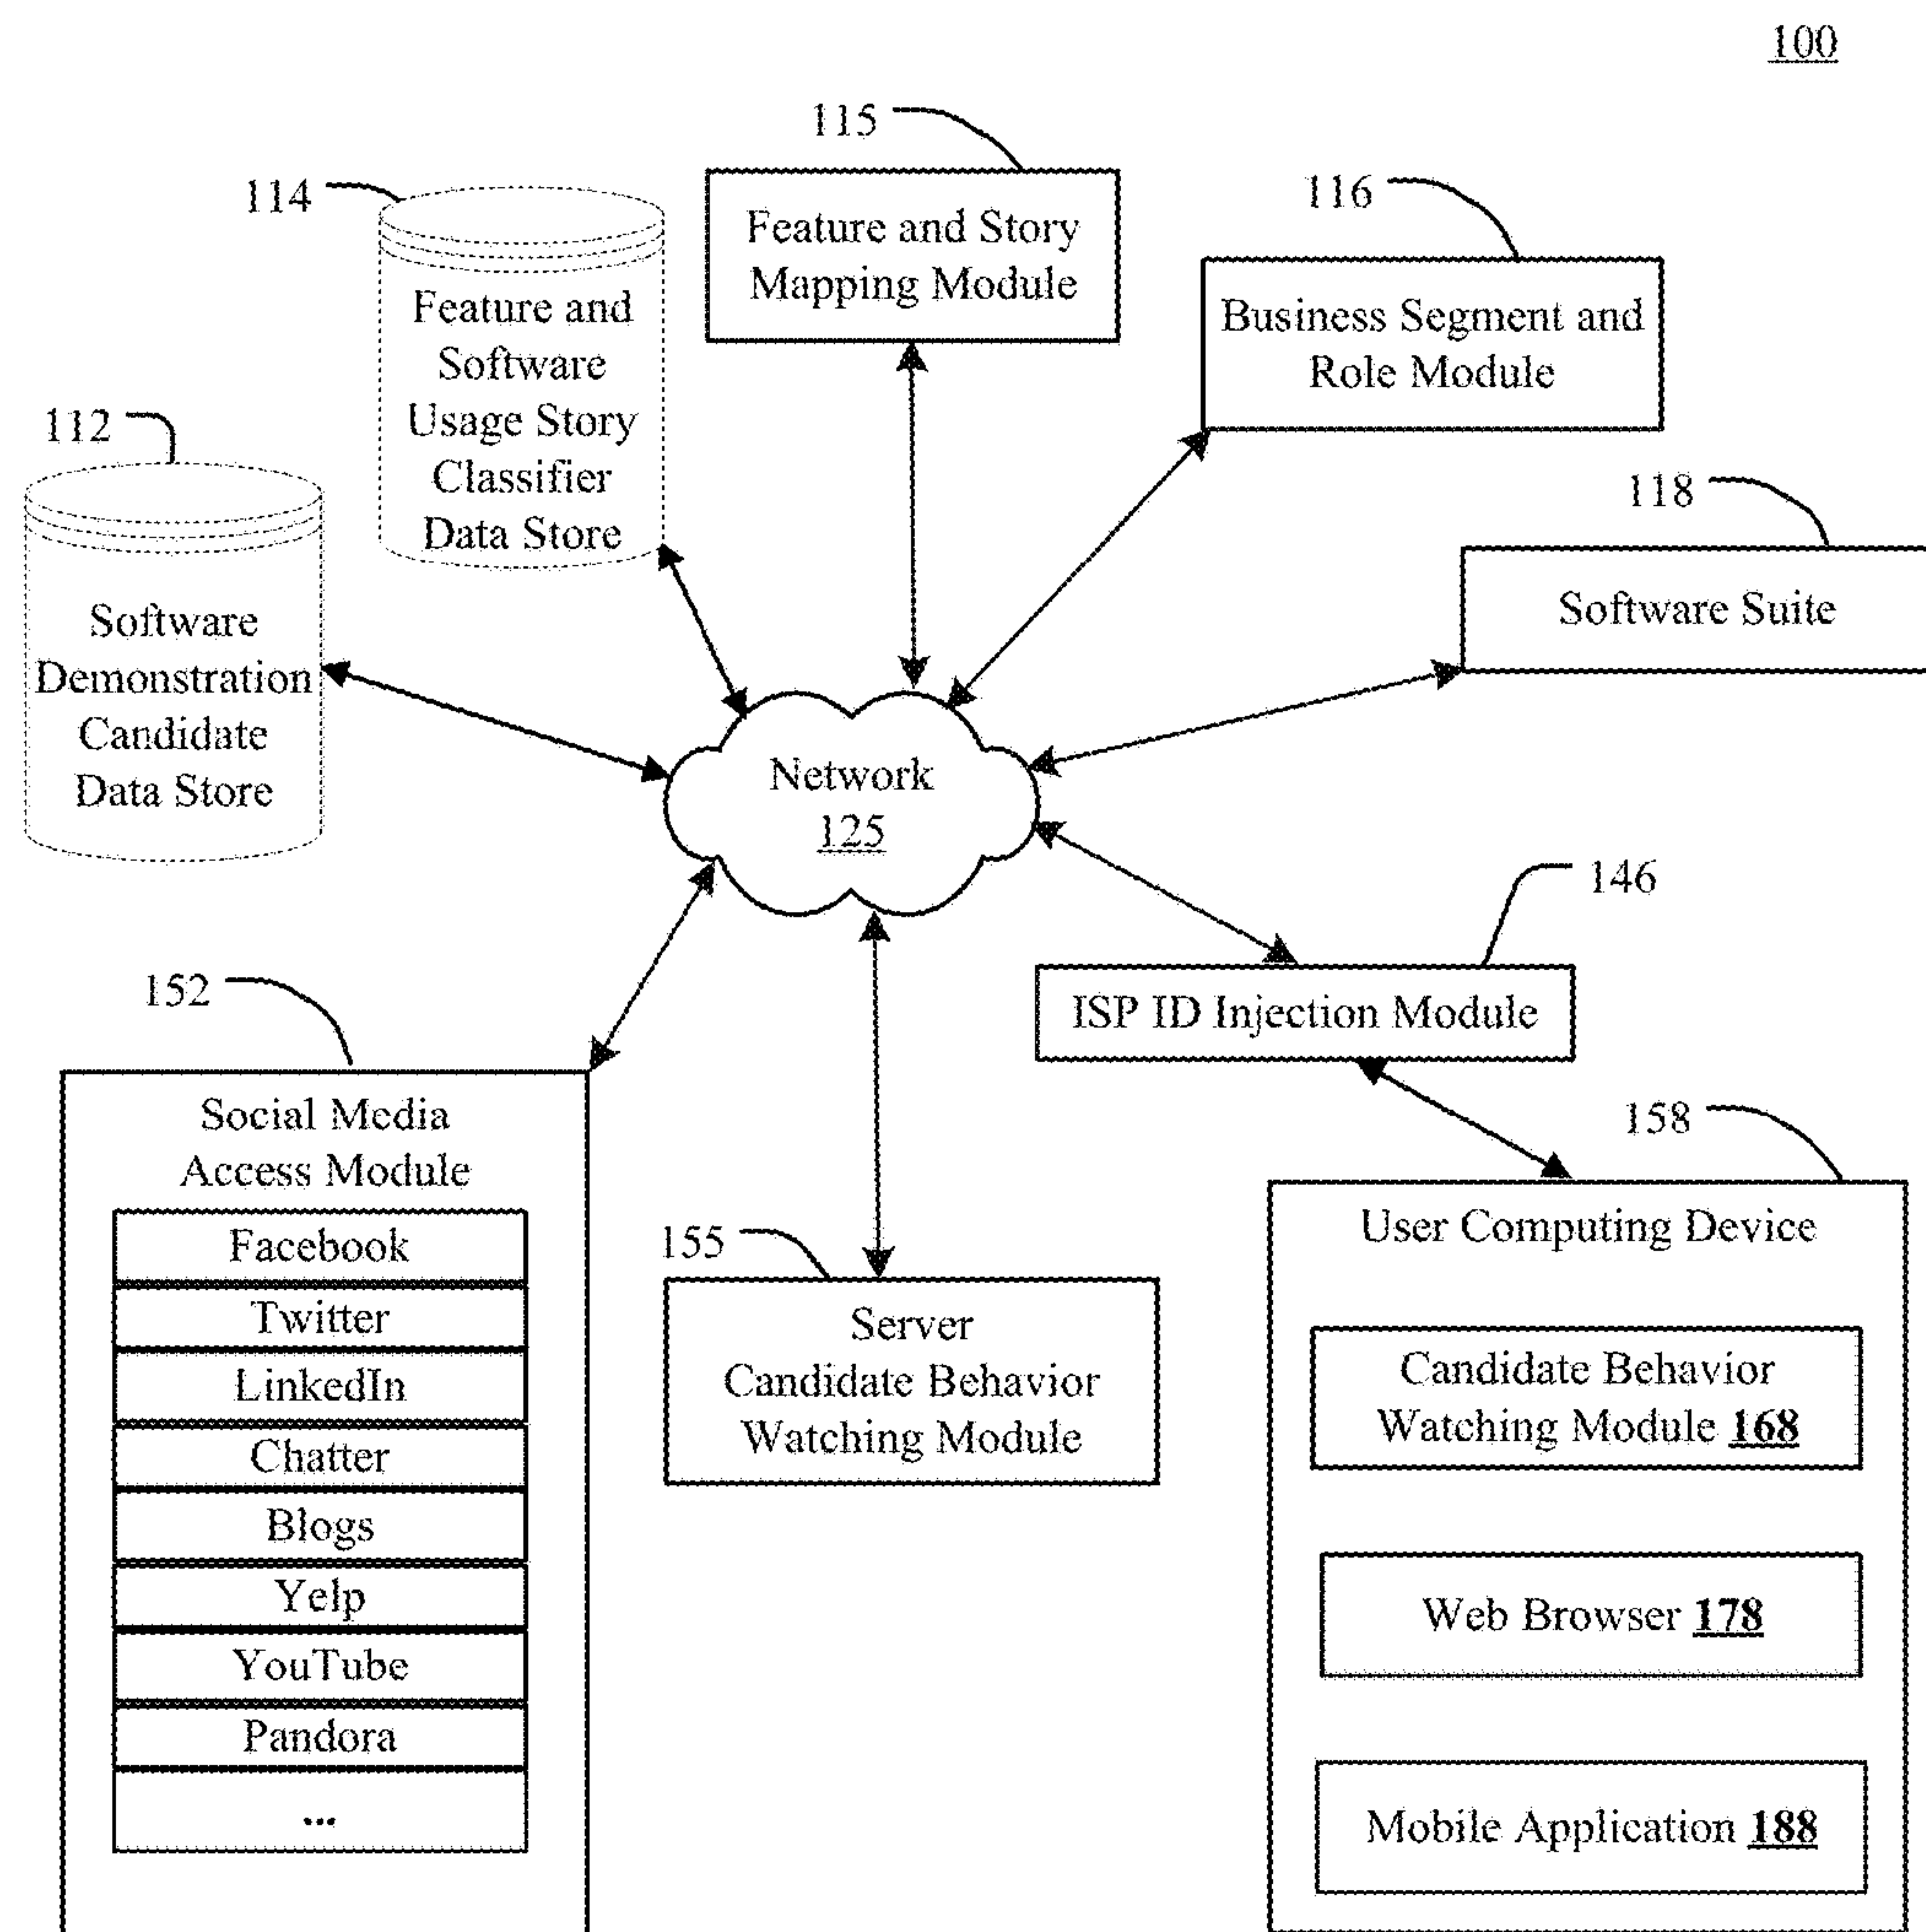 100
115
114
Feature and Story
Mapping Module
116
Feature and
Software
Usage Story
Classifier
Data Store
Business Segment and
Role Module
112
118
Software
Demonstration
Candidate
Data Store
Software Suite
Network
125
146
152
ISP ID Injection Module
158
Social Media
Access Module
Facebook
Twitter
LinkedIn
Chatter
Blogs
Yelp
YouTube
Pandora
...
155
Server
Candidate Behavior
Watching Module
User Computing Device
Candidate Behavior
Watching Module 168
Web Browser 178
Mobile Application 188